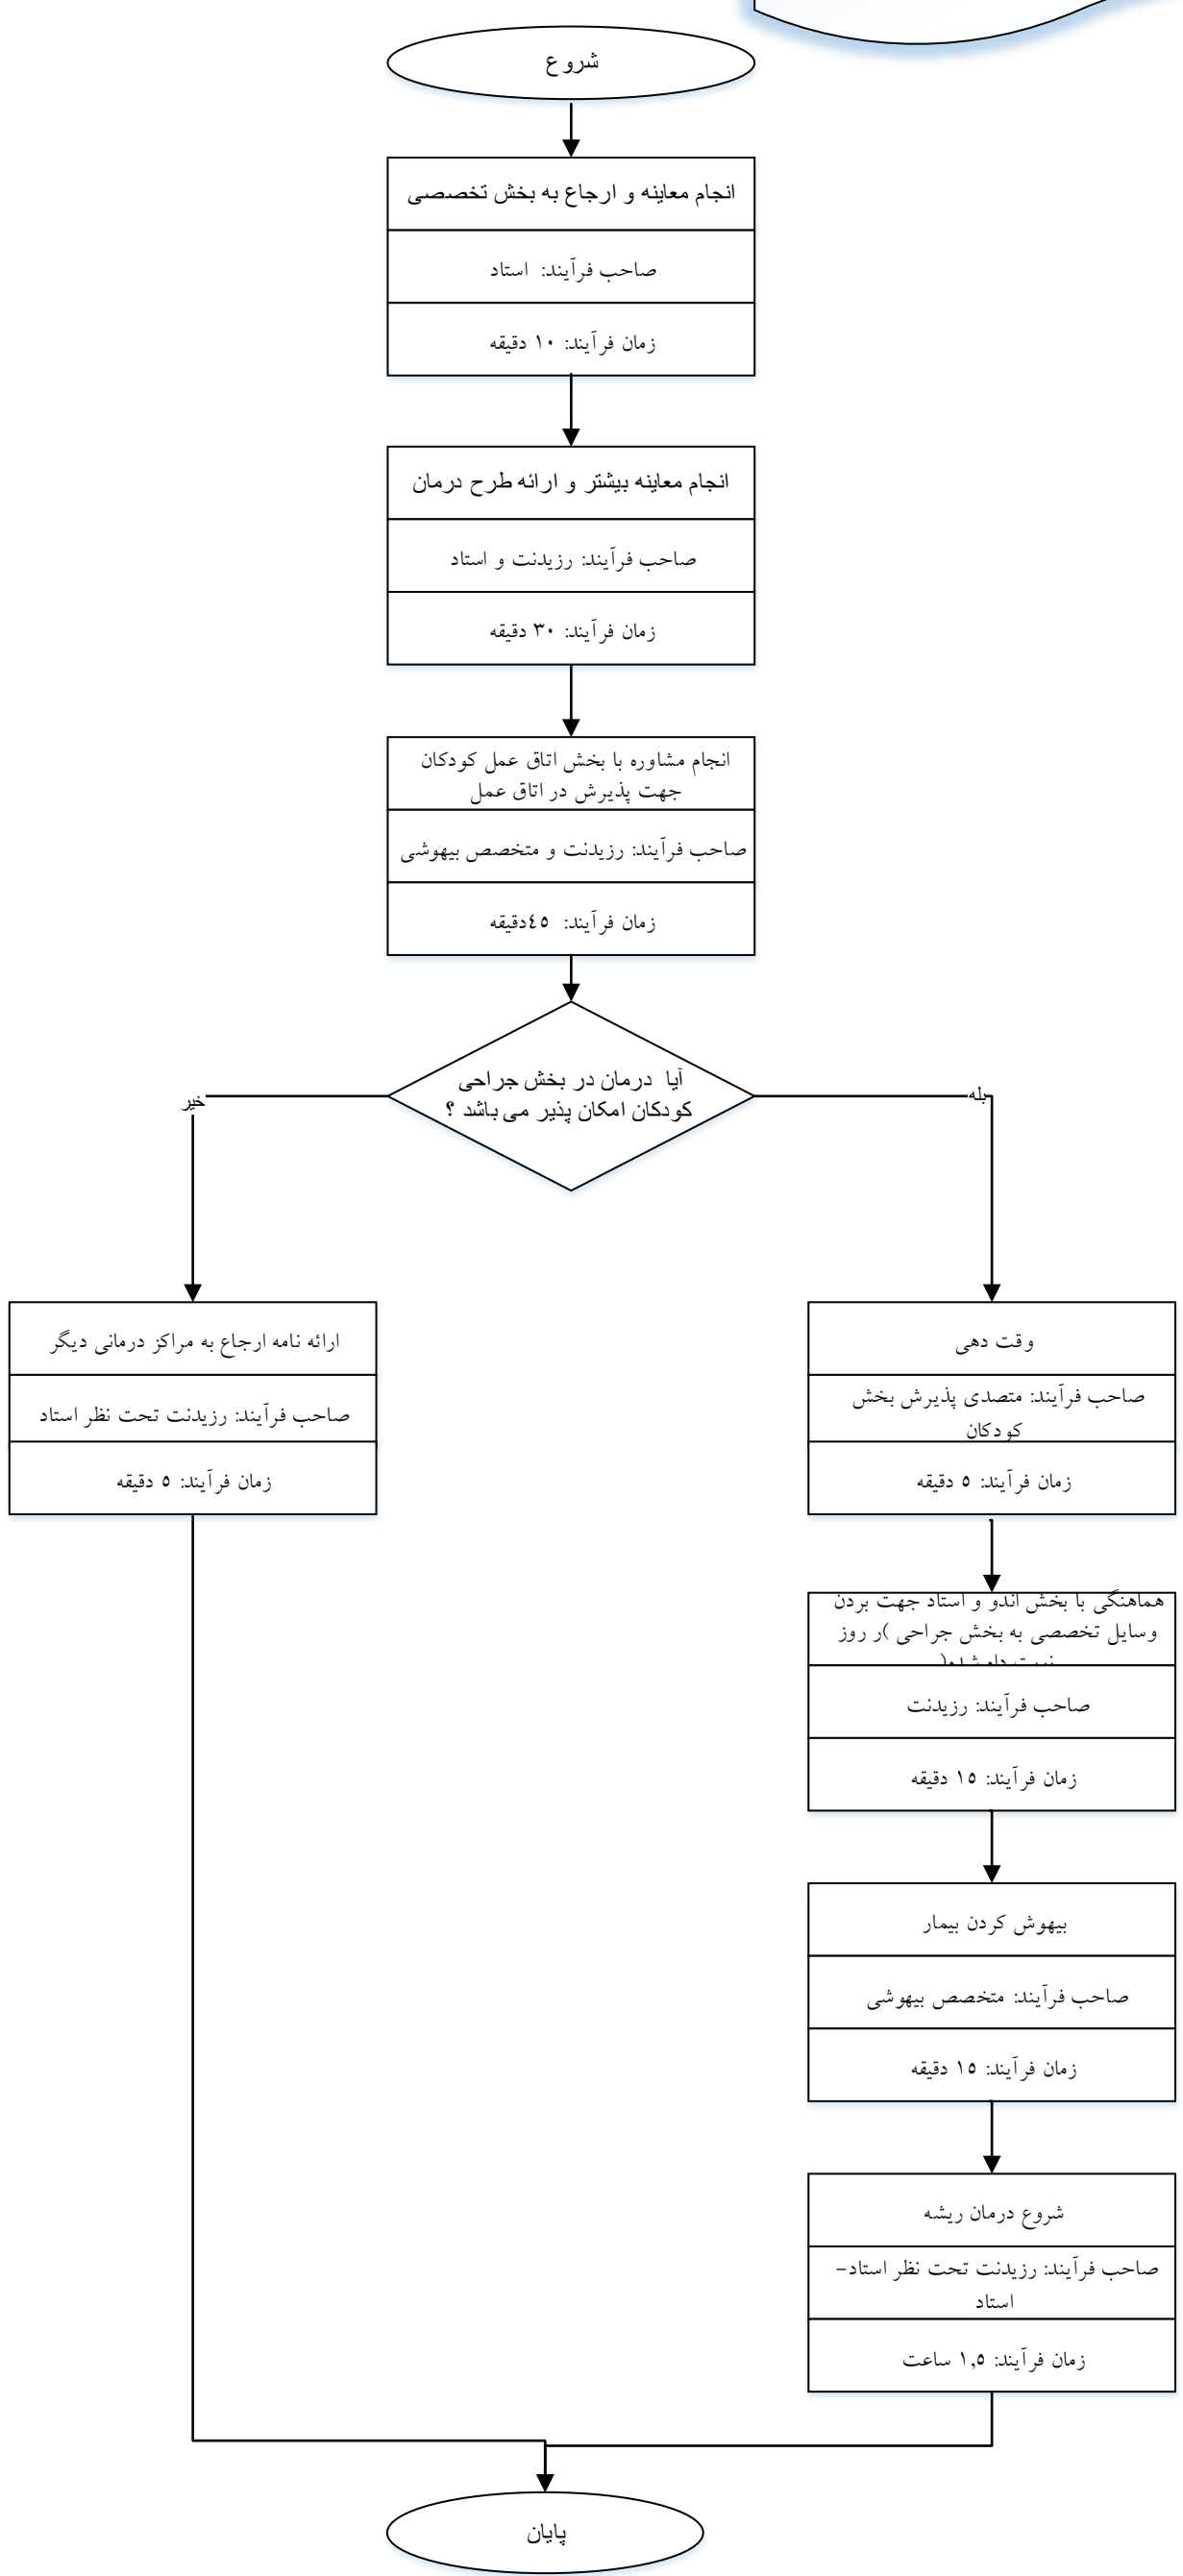 شروع
انجام معاینه و ارجاع به بخش تخصصی
صاحب فرآیند: استاد
زمان فرآیند: ۱۰ دقیقه
انجام معاینه بیشتر و ارائه طرح درمان
صاحب فرآیند: رزیدنت و استاد
زمان فرآیند: ۳۰ دقیقه
انجام مشاوره با بخش اتاق عمل کودکان
جهت پذیرش در اتاق عمل
صاحب فرآیند: رزیدنت و متخصص بیهوشی
زمان فرآیند: ٤٥دقیقه
آیا درمان در بخش جراحی
کودکان امکان پذیر می باشد ؟
بله
خیر
وقت دهی
صاحب فرآیند: متصدی پذیرش بخش
کودکان
زمان فرآیند: ٥ دقیقه
هماهنگی با بخش اندو و استاد جهت بردن
وسایل تخصصی به بخش جراحی )ر روز
صاحب فرآیند: رزیدنت
زمان فرآیند: ١٥ دقیقه
بیهوش کردن بیمار
صاحب فرآیند: متخصص بیهوشی
زمان فرآیند: ١٥ دقیقه
شروع درمان ریشه
صاحب فرآیند: رزیدنت تحت نظر استاد-
استاد
زمان فرآیند: ١,٥ ساعت
ارائه نامه ارجاع به مراکز درمانی دیگر
صاحب فرآیند: رزیدنت تحت نظر استاد
زمان فرآیند: ٥ دقیقه
پایان